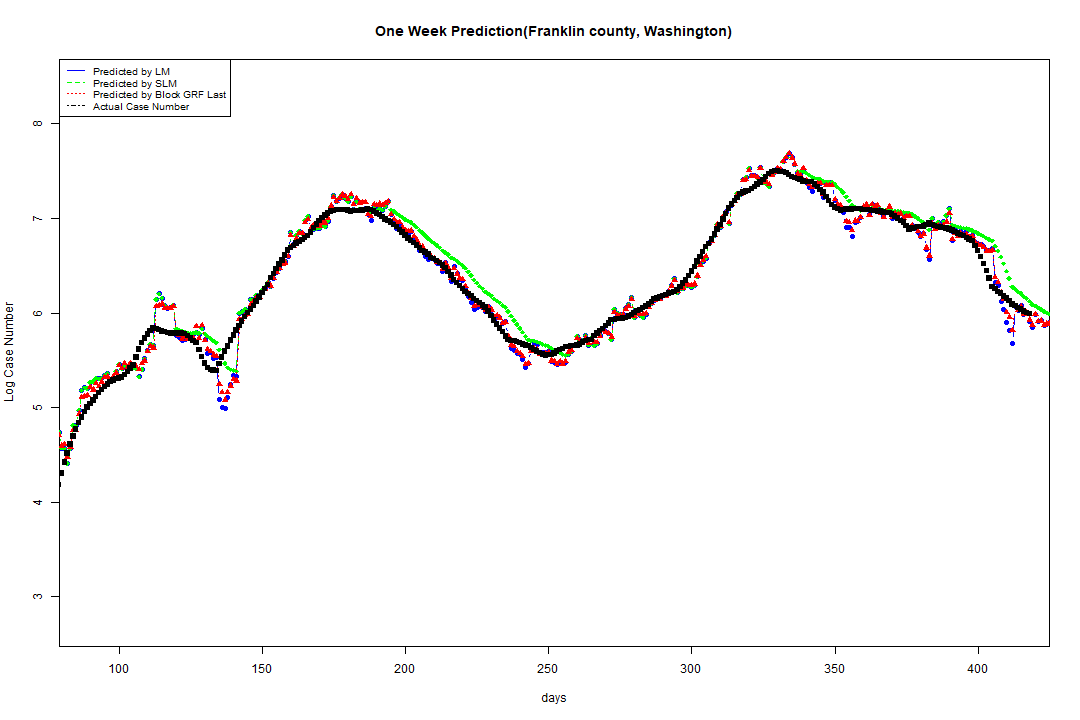 One Week Prediction(Franklin county, Washington)
Predicted by LM
Predicted by SLM
Predicted by Block GRF Last
Actual Case Number
Log Case Number
8
7
6
5
4
3
100 150 200 250 300 350 400
days